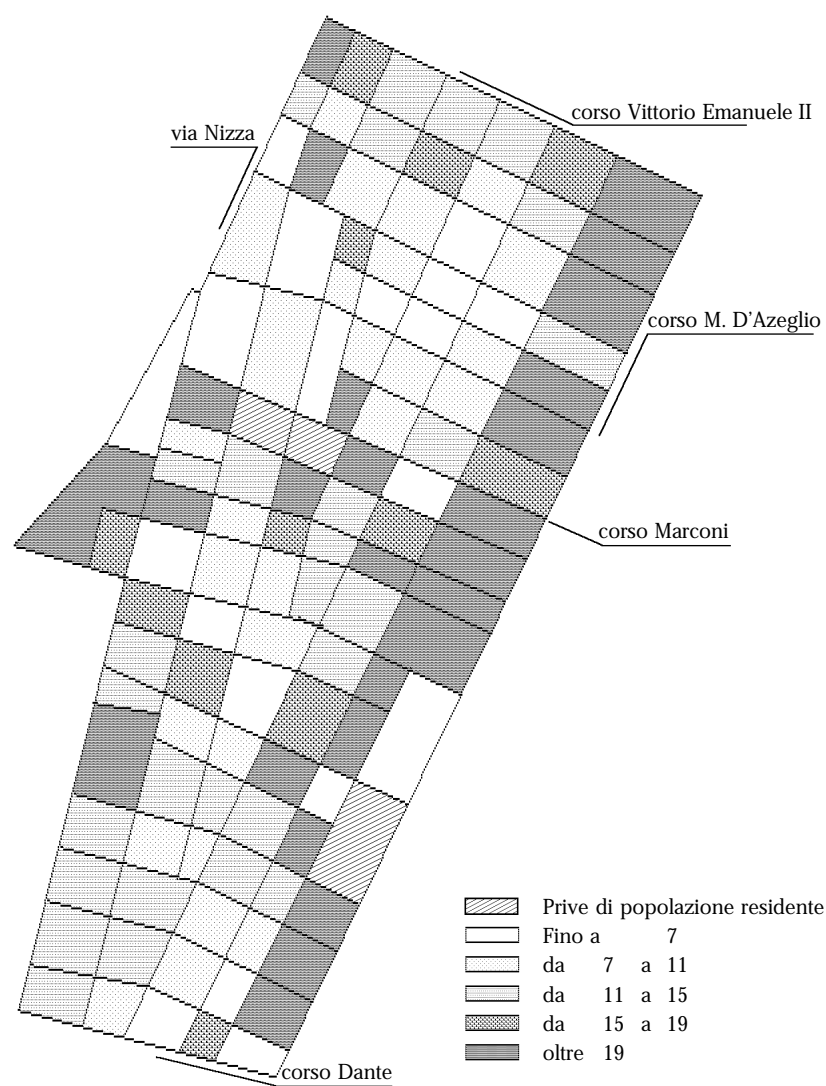 corso Vittorio Emanuele II
via Nizza
corso M. D'Azeglio
corso Marconi
Prive di popolazione residente
Fino a 7
da 7 a 11
da 11 a 15
da 15 a 19
oltre 19
corso Dante